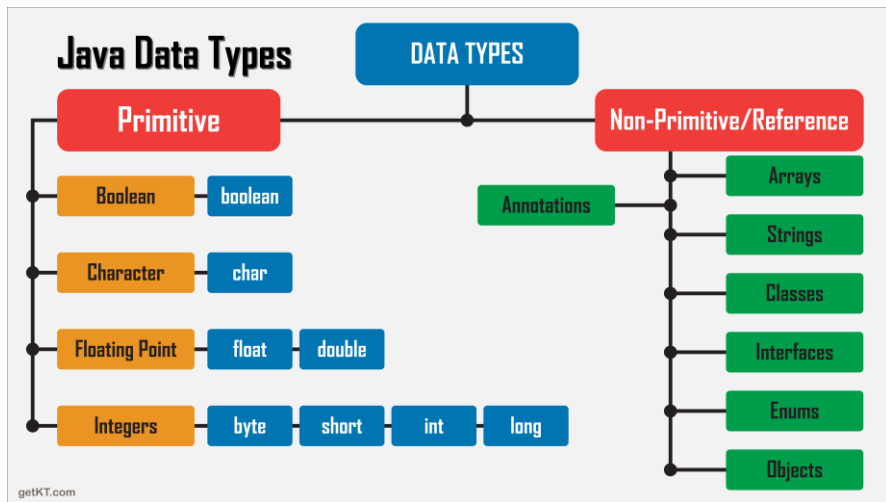 Java Data Types
DATA TYPES
Primitive
Non-Primitive/Reference
Boolean
boolean
Character
char
Floating Point
float
double
Integers
byte
short
int
long
Annotations
Arrays
Strings
Classes
Interfaces
Enums
Objects
getKT.com